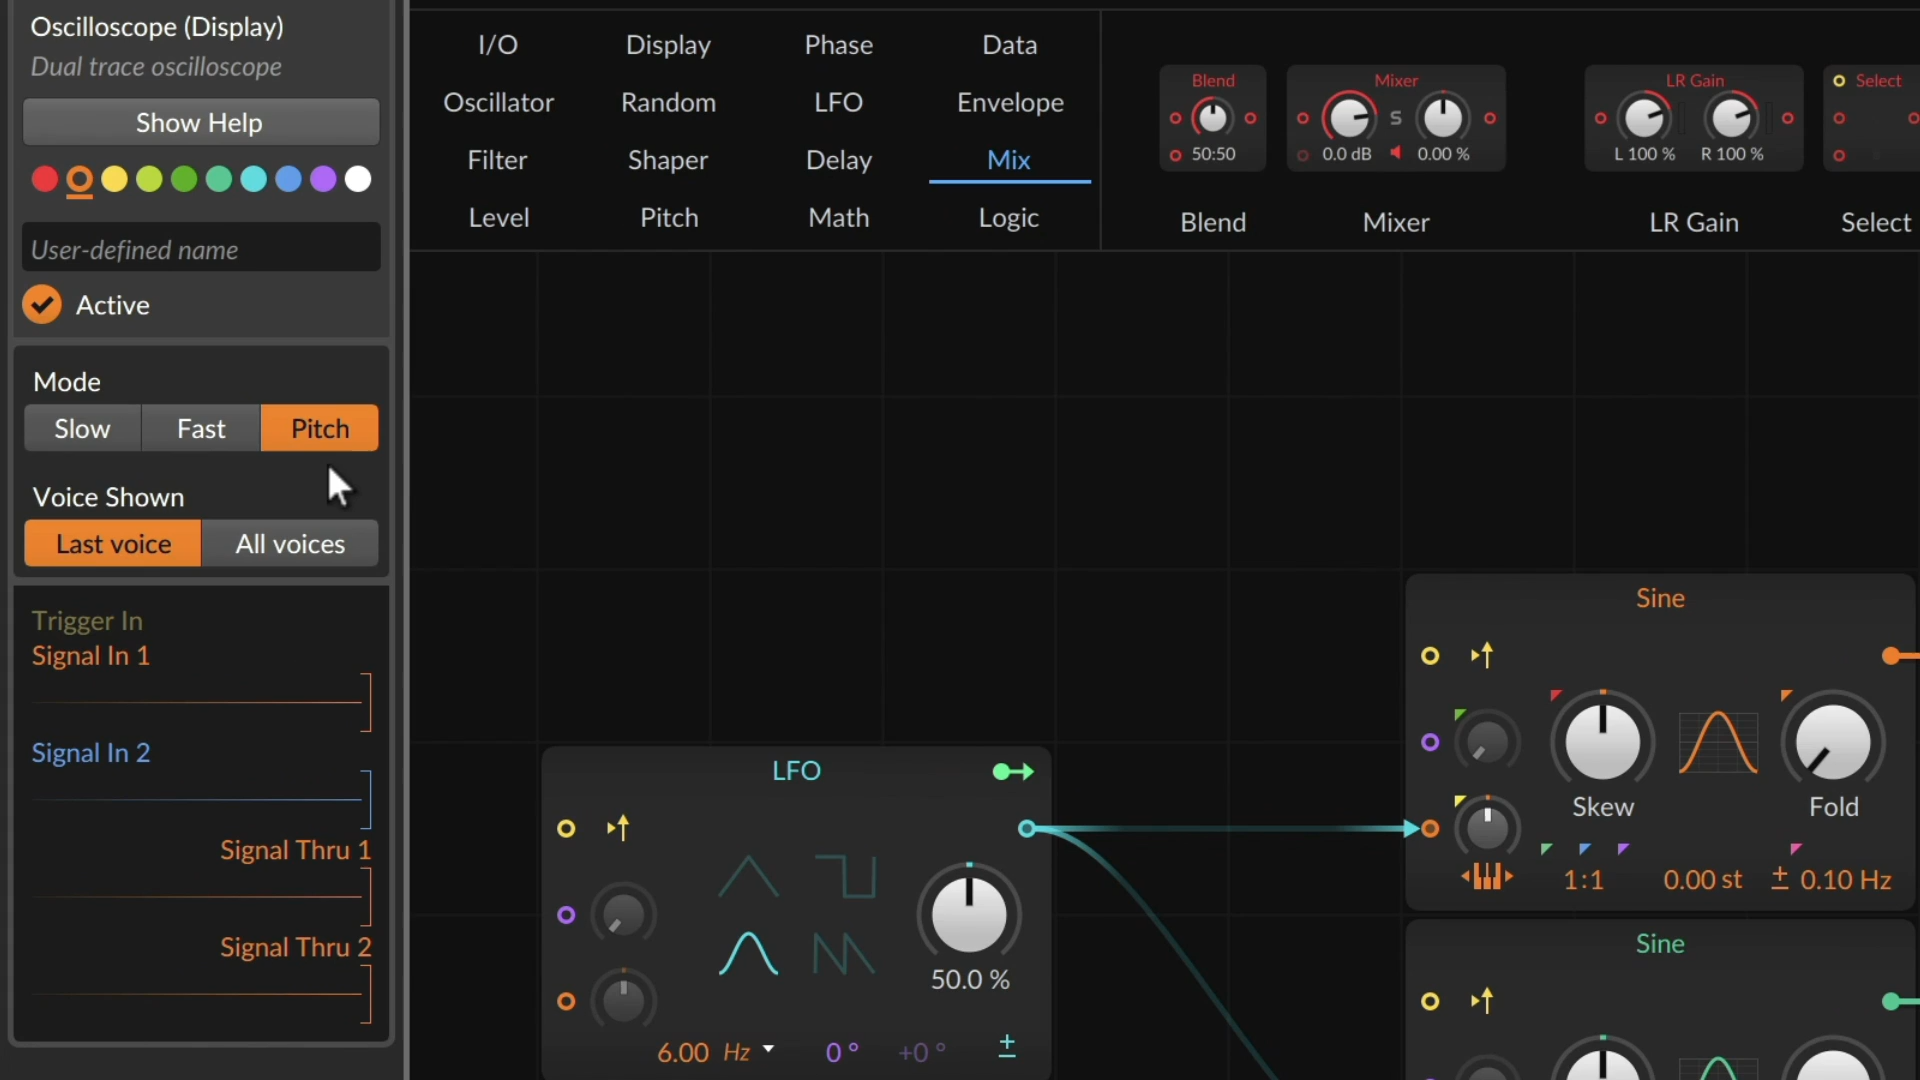 Oscilloscope (Display)
Dual trace oscilloscope
Show Help
User-defined name
Active
Mode
Slow Fast Pitch
Voice Shown
Last voice All voices
Trigger In
Signal In 1
Signal In 2
Signal Thru 1
Signal Thru 2
I/O Display Phase Data
Oscillator Random LFO Envelope
Filter Shaper Delay Mix
Level Pitch Math Logic
Blend
50:50
Blend
Mixer
S
0.0 dB 0.00 %
Mixer
LR Gain
L 100 % R 100 %
LR Gain
Select
Select
LFO
50.0 %
6.00 Hz 0 ° +0 ° ±
Sine
Skew Fold
1:1 0.00 st ± 0.10 Hz
Sine